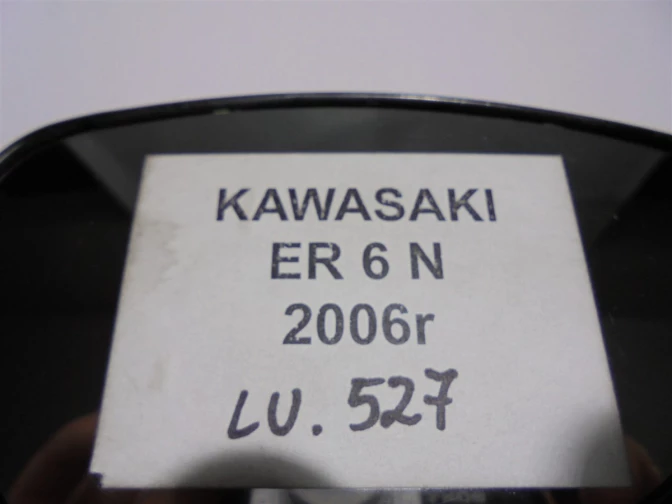 KAWASAKI
ER 6 N
2006r
LU. 527